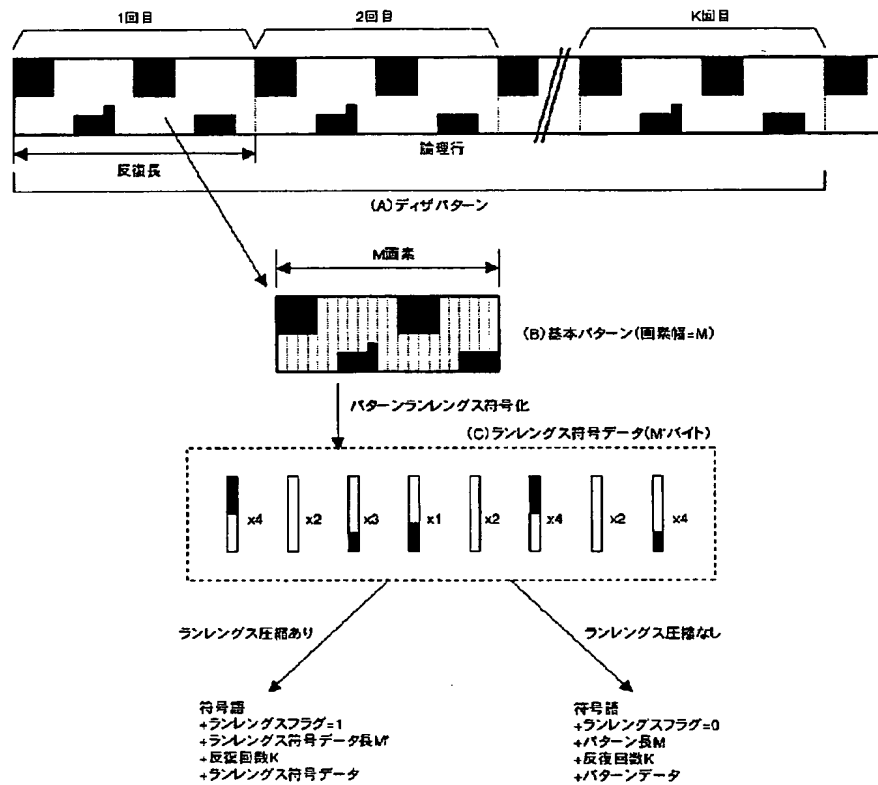 1回目
2回目
K回目
論理行
反復長
(A)ディザパターン
M画素
(B)基本パターン(画素幅=M)
パターンランレングス符号化
(C)ランレングス符号データ(M'バイト)
x4
x2
x3
x1
x2
x4
x2
x4
ランレングス圧縮あり
ランレングス圧縮なし
符号語
+ランレングスフラグ=1
+ランレングス符号データ長M'
+反復回数K
+ランレングス符号データ
符号語
+ランレングスフラグ=0
+パターン長M
+反復回数K
+パターンデータ